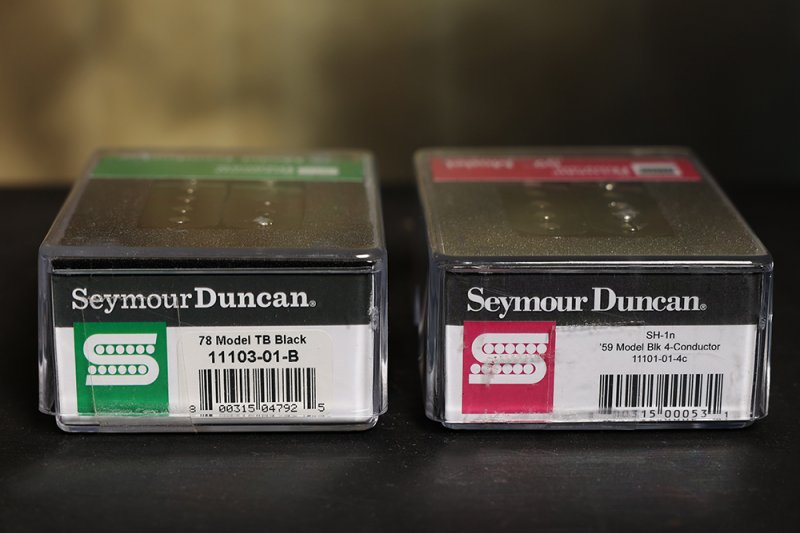 Seymour Duncan®
78 Model TB Black
11103-01-B
8 00315 04792 5
Seymour Duncan®
SH-1n
'59 Model Blk 4-Conductor
11101-01-4c
00315 00053 1